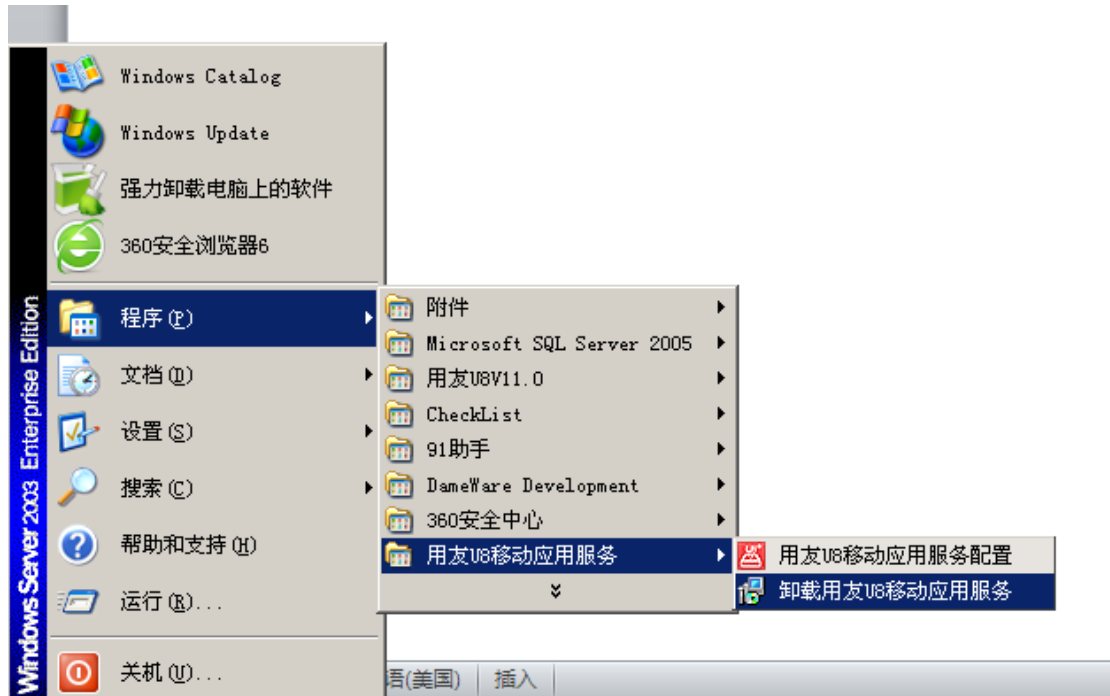 Windows Catalog
Windows Update
强力卸载电脑上的软件
360安全浏览器6
程序(P)
文档(D)
设置(S)
搜索(C)
帮助和支持(H)
运行(R)...
关机(U)...
Windows Server 2003 Enterprise Edition
附件
Microsoft SQL Server 2005
用友U8V11.0
CheckList
91助手
DameWare Development
360安全中心
用友U8移动应用服务
用友U8移动应用服务配置
卸载用友U8移动应用服务
语(美国) 插入